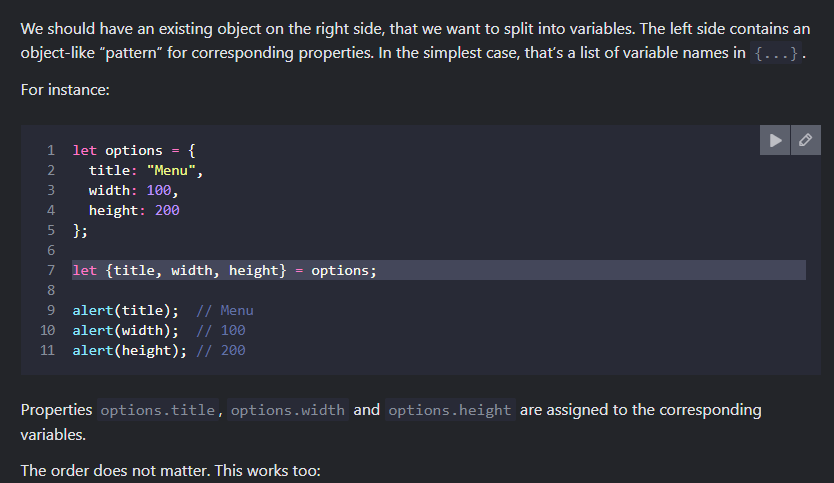 We should have an existing object on the right side, that we want to split into variables. The left side contains an
object-like “pattern” for corresponding properties. In the simplest case, that’s a list of variable names in {...}.
For instance:
1 let options = {
2   title: "Menu",
3   width: 100,
4   height: 200
5 };
6
7 let {title, width, height} = options;
8
9 alert(title);  // Menu
10 alert(width);  // 100
11 alert(height); // 200
Properties options.title, options.width and options.height are assigned to the corresponding
variables.
The order does not matter. This works too: